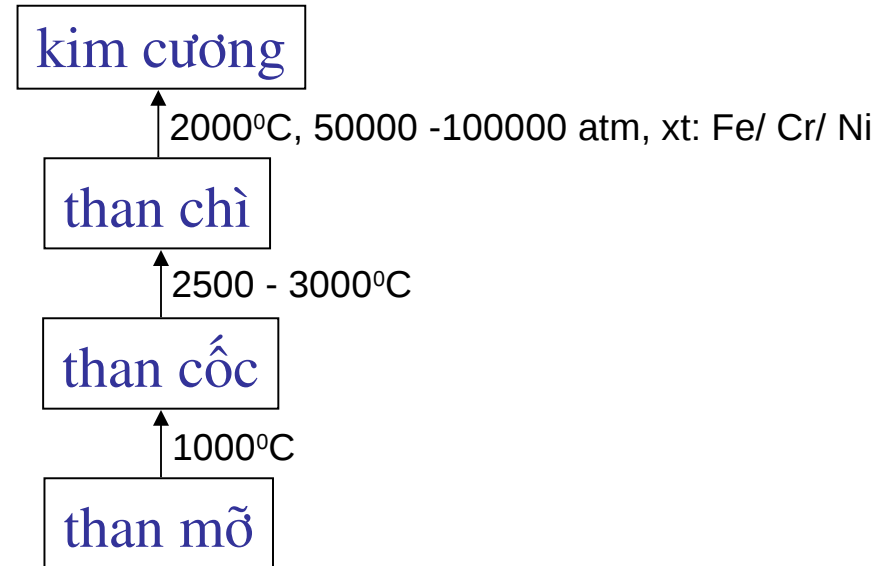 kim cương
2000⁰C, 50000 -100000 atm, xt: Fe/ Cr/ Ni
than chì
2500 - 3000⁰C
than cốc
1000⁰C
than mỡ